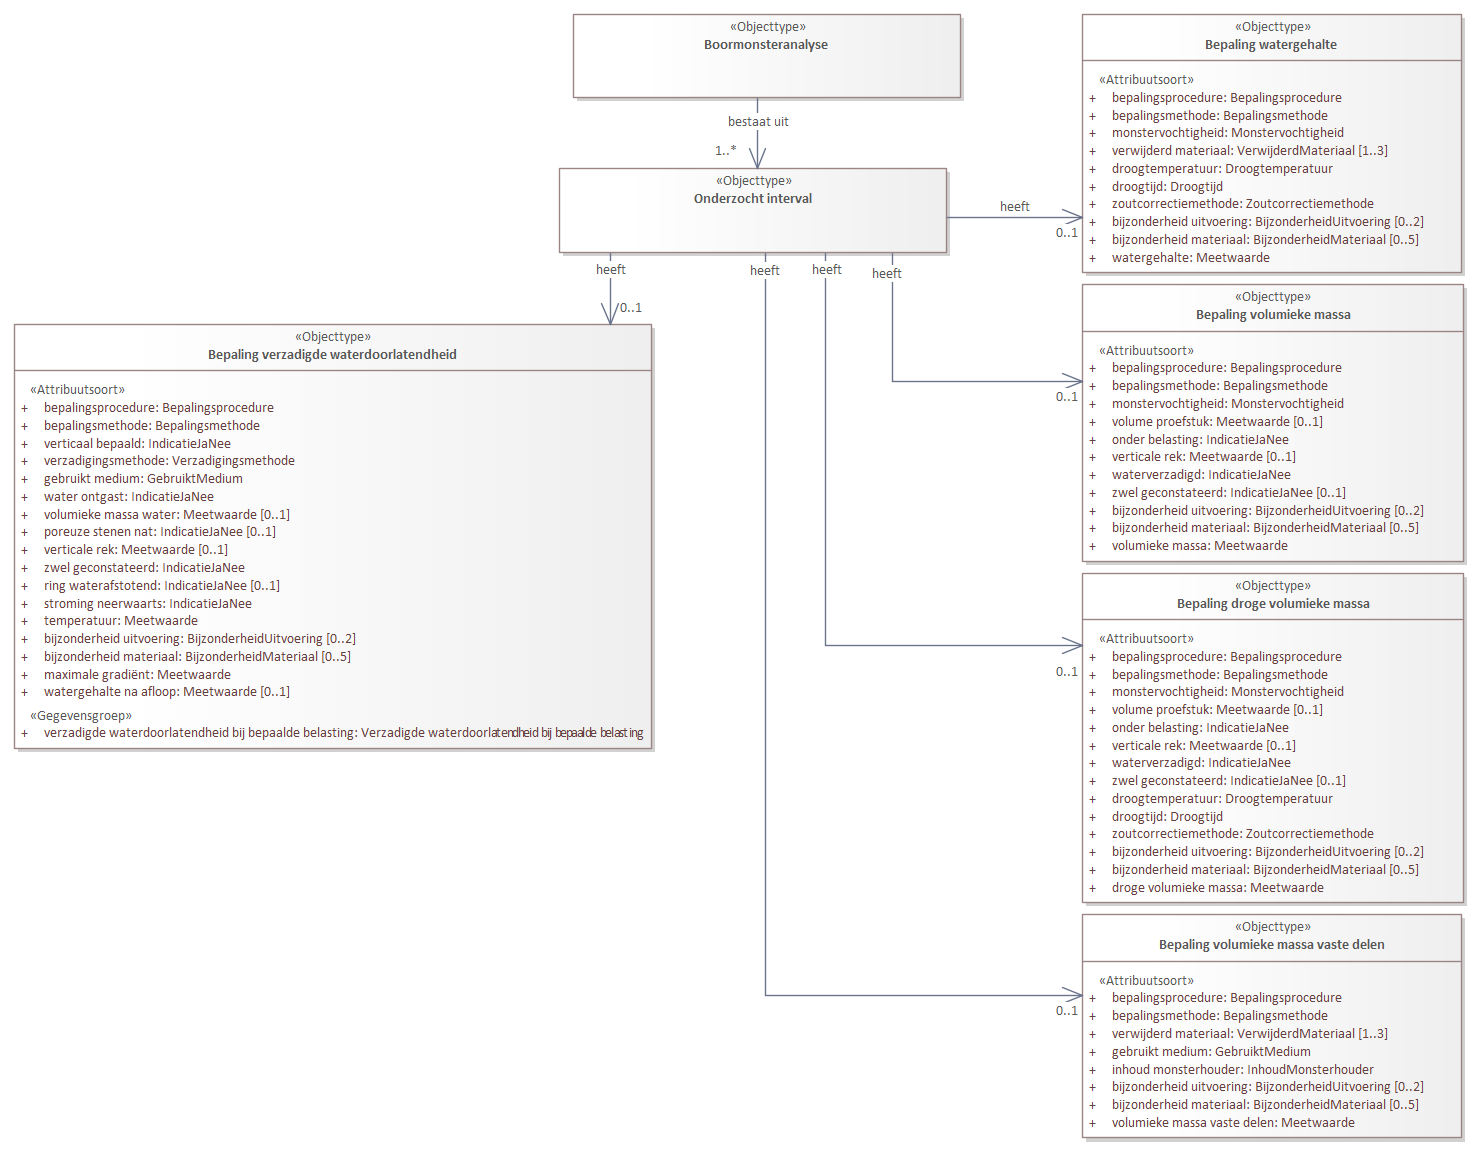 «Objecttype»
Boormonsteranalyse
bestaat uit
1..*
«Objecttype»
Onderzocht interval
heeft
0..1
heeft
0..1
heeft
heeft
heeft
«Objecttype»
Bepaling verzadigde waterdoorlatendheid
«Attribuutsoort»
+ bepalingsprocedure: Bepalingsprocedure
+ bepalingsmethode: Bepalingsmethode
+ verticaal bepaald: IndicatieJaNee
+ verzadigingsmethode: Verzadigingsmethode
+ gebruikt medium: GebruiktMedium
+ water ontgast: IndicatieJaNee
+ volumieke massa water: Meetwaarde [0..1]
+ poreuze stenen nat: IndicatieJaNee [0..1]
+ verticale rek: Meetwaarde [0..1]
+ zwel geconstateerd: IndicatieJaNee
+ ring waterafstotend: IndicatieJaNee [0..1]
+ stroming neerwaarts: IndicatieJaNee
+ temperatuur: Meetwaarde
+ bijzonderheid uitvoering: BijzonderheidUitvoering [0..2]
+ bijzonderheid materiaal: BijzonderheidMateriaal [0..5]
+ maximale gradiënt: Meetwaarde
+ watergehalte na afloop: Meetwaarde [0..1]
«Gegevensgroep»
+ verzadigde waterdoorlatendheid bij bepaalde belasting: Verzadigde waterdoorlatendheid bij bepaalde belasting
«Objecttype»
Bepaling watergehalte
«Attribuutsoort»
+ bepalingsprocedure: Bepalingsprocedure
+ bepalingsmethode: Bepalingsmethode
+ monstervochtigheid: Monstervochtigheid
+ verwijderd materiaal: VerwijderdMateriaal [1..3]
+ droogtemperatuur: Droogtemperatuur
+ droogtijd: Droogtijd
+ zoutcorrectiemethode: Zoutcorrectiemethode
+ bijzonderheid uitvoering: BijzonderheidUitvoering [0..2]
+ bijzonderheid materiaal: BijzonderheidMateriaal [0..5]
+ watergehalte: Meetwaarde
0..1
«Objecttype»
Bepaling volumieke massa
«Attribuutsoort»
+ bepalingsprocedure: Bepalingsprocedure
+ bepalingsmethode: Bepalingsmethode
+ monstervochtigheid: Monstervochtigheid
+ volume proefstuk: Meetwaarde [0..1]
+ onder belasting: IndicatieJaNee
+ verticale rek: Meetwaarde [0..1]
+ waterverzadigd: IndicatieJaNee
+ zwel geconstateerd: IndicatieJaNee [0..1]
+ bijzonderheid uitvoering: BijzonderheidUitvoering [0..2]
+ bijzonderheid materiaal: BijzonderheidMateriaal [0..5]
+ volumieke massa: Meetwaarde
0..1
«Objecttype»
Bepaling droge volumieke massa
«Attribuutsoort»
+ bepalingsprocedure: Bepalingsprocedure
+ bepalingsmethode: Bepalingsmethode
+ monstervochtigheid: Monstervochtigheid
+ volume proefstuk: Meetwaarde [0..1]
+ onder belasting: IndicatieJaNee
+ verticale rek: Meetwaarde [0..1]
+ waterverzadigd: IndicatieJaNee
+ zwel geconstateerd: IndicatieJaNee [0..1]
+ droogtemperatuur: Droogtemperatuur
+ droogtijd: Droogtijd
+ zoutcorrectiemethode: Zoutcorrectiemethode
+ bijzonderheid uitvoering: BijzonderheidUitvoering [0..2]
+ bijzonderheid materiaal: BijzonderheidMateriaal [0..5]
+ droge volumieke massa: Meetwaarde
0..1
«Objecttype»
Bepaling volumieke massa vaste delen
«Attribuutsoort»
+ bepalingsprocedure: Bepalingsprocedure
+ bepalingsmethode: Bepalingsmethode
+ verwijderd materiaal: VerwijderdMateriaal [1..3]
+ gebruikt medium: GebruiktMedium
+ inhoud monsterhouder: InhoudMonsterhouder
+ bijzonderheid uitvoering: BijzonderheidUitvoering [0..2]
+ bijzonderheid materiaal: BijzonderheidMateriaal [0..5]
+ volumieke massa vaste delen: Meetwaarde